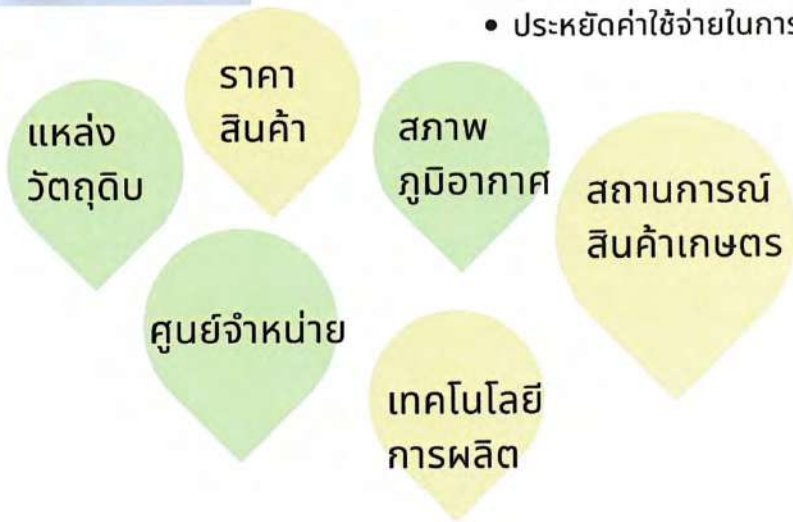 • ประหยัดค่าใช้จ่ายในการ
ราคา
สินค้า
แหล่ง
วัตถุดิบ
สภาพ
ภูมิอากาศ
สถานการณ์
สินค้าเกษตร
ศูนย์จำหน่าย
เทคโนโลยี
การผลิต